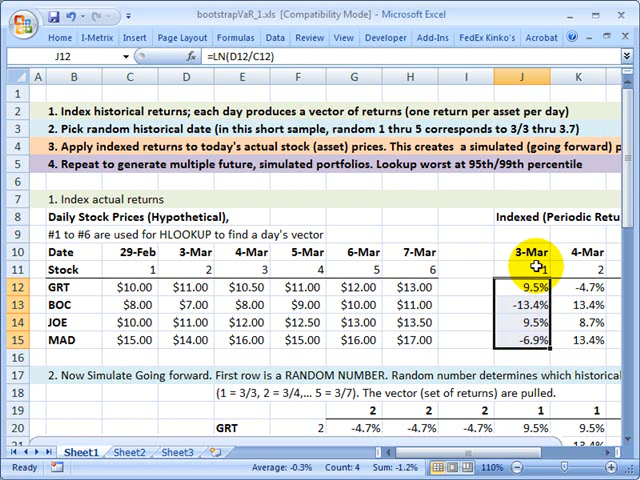 bootstrapVaR_1.xls [Compatibility Mode] - Microsoft Excel
Home I-Metrix Insert Page Layout Formulas Data Review View Developer Add-Ins FedEx Kinko's Acrobat
J12 fx =LN(D12/C12)
A B C D E F G H I J K
1
2 1. Index historical returns; each day produces a vector of returns (one return per asset per day)
3 2. Pick random historical date (in this short sample, random 1 thru 5 corresponds to 3/3 thru 3.7)
4 3. Apply indexed returns to today's actual stock (asset) prices. This creates a simulated (going forward) p
5 4. Repeat to generate multiple future, simulated portfolios. Lookup worst at 95th/99th percentile
6
7 1. Index actual returns
8 Daily Stock Prices (Hypothetical), Indexed (Periodic Retu
9 #1 to #6 are used for HLOOKUP to find a day's vector
10 Date 29-Feb 3-Mar 4-Mar 5-Mar 6-Mar 7-Mar 3-Mar 4-Mar
11 Stock 1 2 3 4 5 6 1 2
12 GRT $10.00 $11.00 $10.50 $11.00 $12.00 $13.00 9.5% -4.7%
13 BOC $8.00 $7.00 $8.00 $9.00 $10.00 $11.00 -13.4% 13.4%
14 JOE $10.00 $11.00 $12.00 $12.50 $13.00 $13.00 9.5% 8.7%
15 MAD $15.00 $14.00 $16.00 $15.00 $16.00 $17.00 -6.9% 13.4%
16
17 2. Now Simulate Going forward. First row is a RANDOM NUMBER. Random number determines which historical
18 (1 = 3/3, 2 = 3/4,... 5 = 3/7). The vector (set of returns) are pulled.
19 2 2 2 1 1
20 GRT 2 -4.7% -4.7% -4.7% 9.5% 9.5%
Sheet1 Sheet2 Sheet3
Ready Average: -0.3% Count: 4 Sum: -1.2% 110%